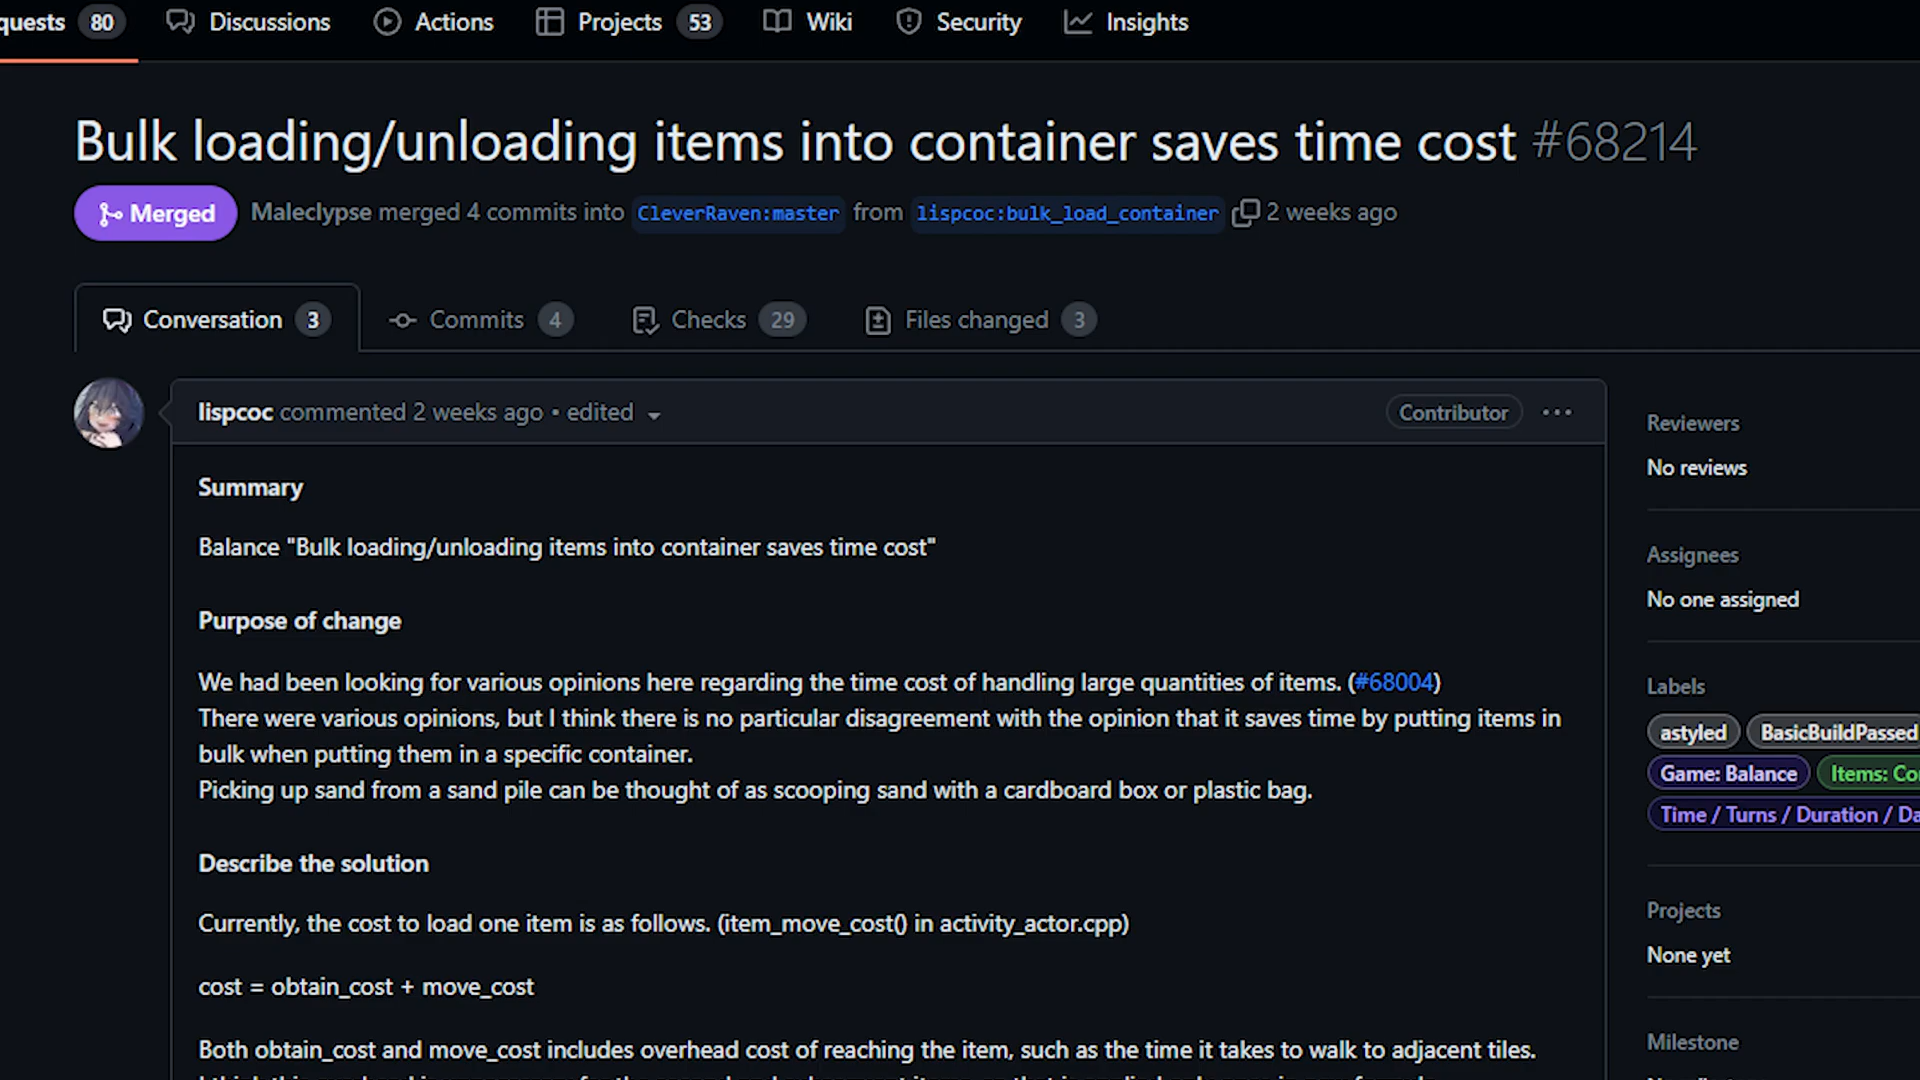 quests 80 Discussions Actions Projects 53 Wiki Security Insights
Bulk loading/unloading items into container saves time cost #68214
Merged Maleclypse merged 4 commits into CleverRaven:master from lispcoc:bulk_load_container 2 weeks ago
Conversation 3 Commits 4 Checks 29 Files changed 3
lispcoc commented 2 weeks ago • edited Contributor ...
Summary
Balance "Bulk loading/unloading items into container saves time cost"
Purpose of change
We had been looking for various opinions here regarding the time cost of handling large quantities of items. (#68004)
There were various opinions, but I think there is no particular disagreement with the opinion that it saves time by putting items in
bulk when putting them in a specific container.
Picking up sand from a sand pile can be thought of as scooping sand with a cardboard box or plastic bag.
Describe the solution
Currently, the cost to load one item is as follows. (item_move_cost() in activity_actor.cpp)
cost = obtain_cost + move_cost
Both obtain_cost and move_cost includes overhead cost of reaching the item, such as the time it takes to walk to adjacent tiles.
Reviewers
No reviews
Assignees
No one assigned
Labels
astyled BasicBuildPassed
Game: Balance Items: Co
Time / Turns / Duration / Da
Projects
None yet
Milestone